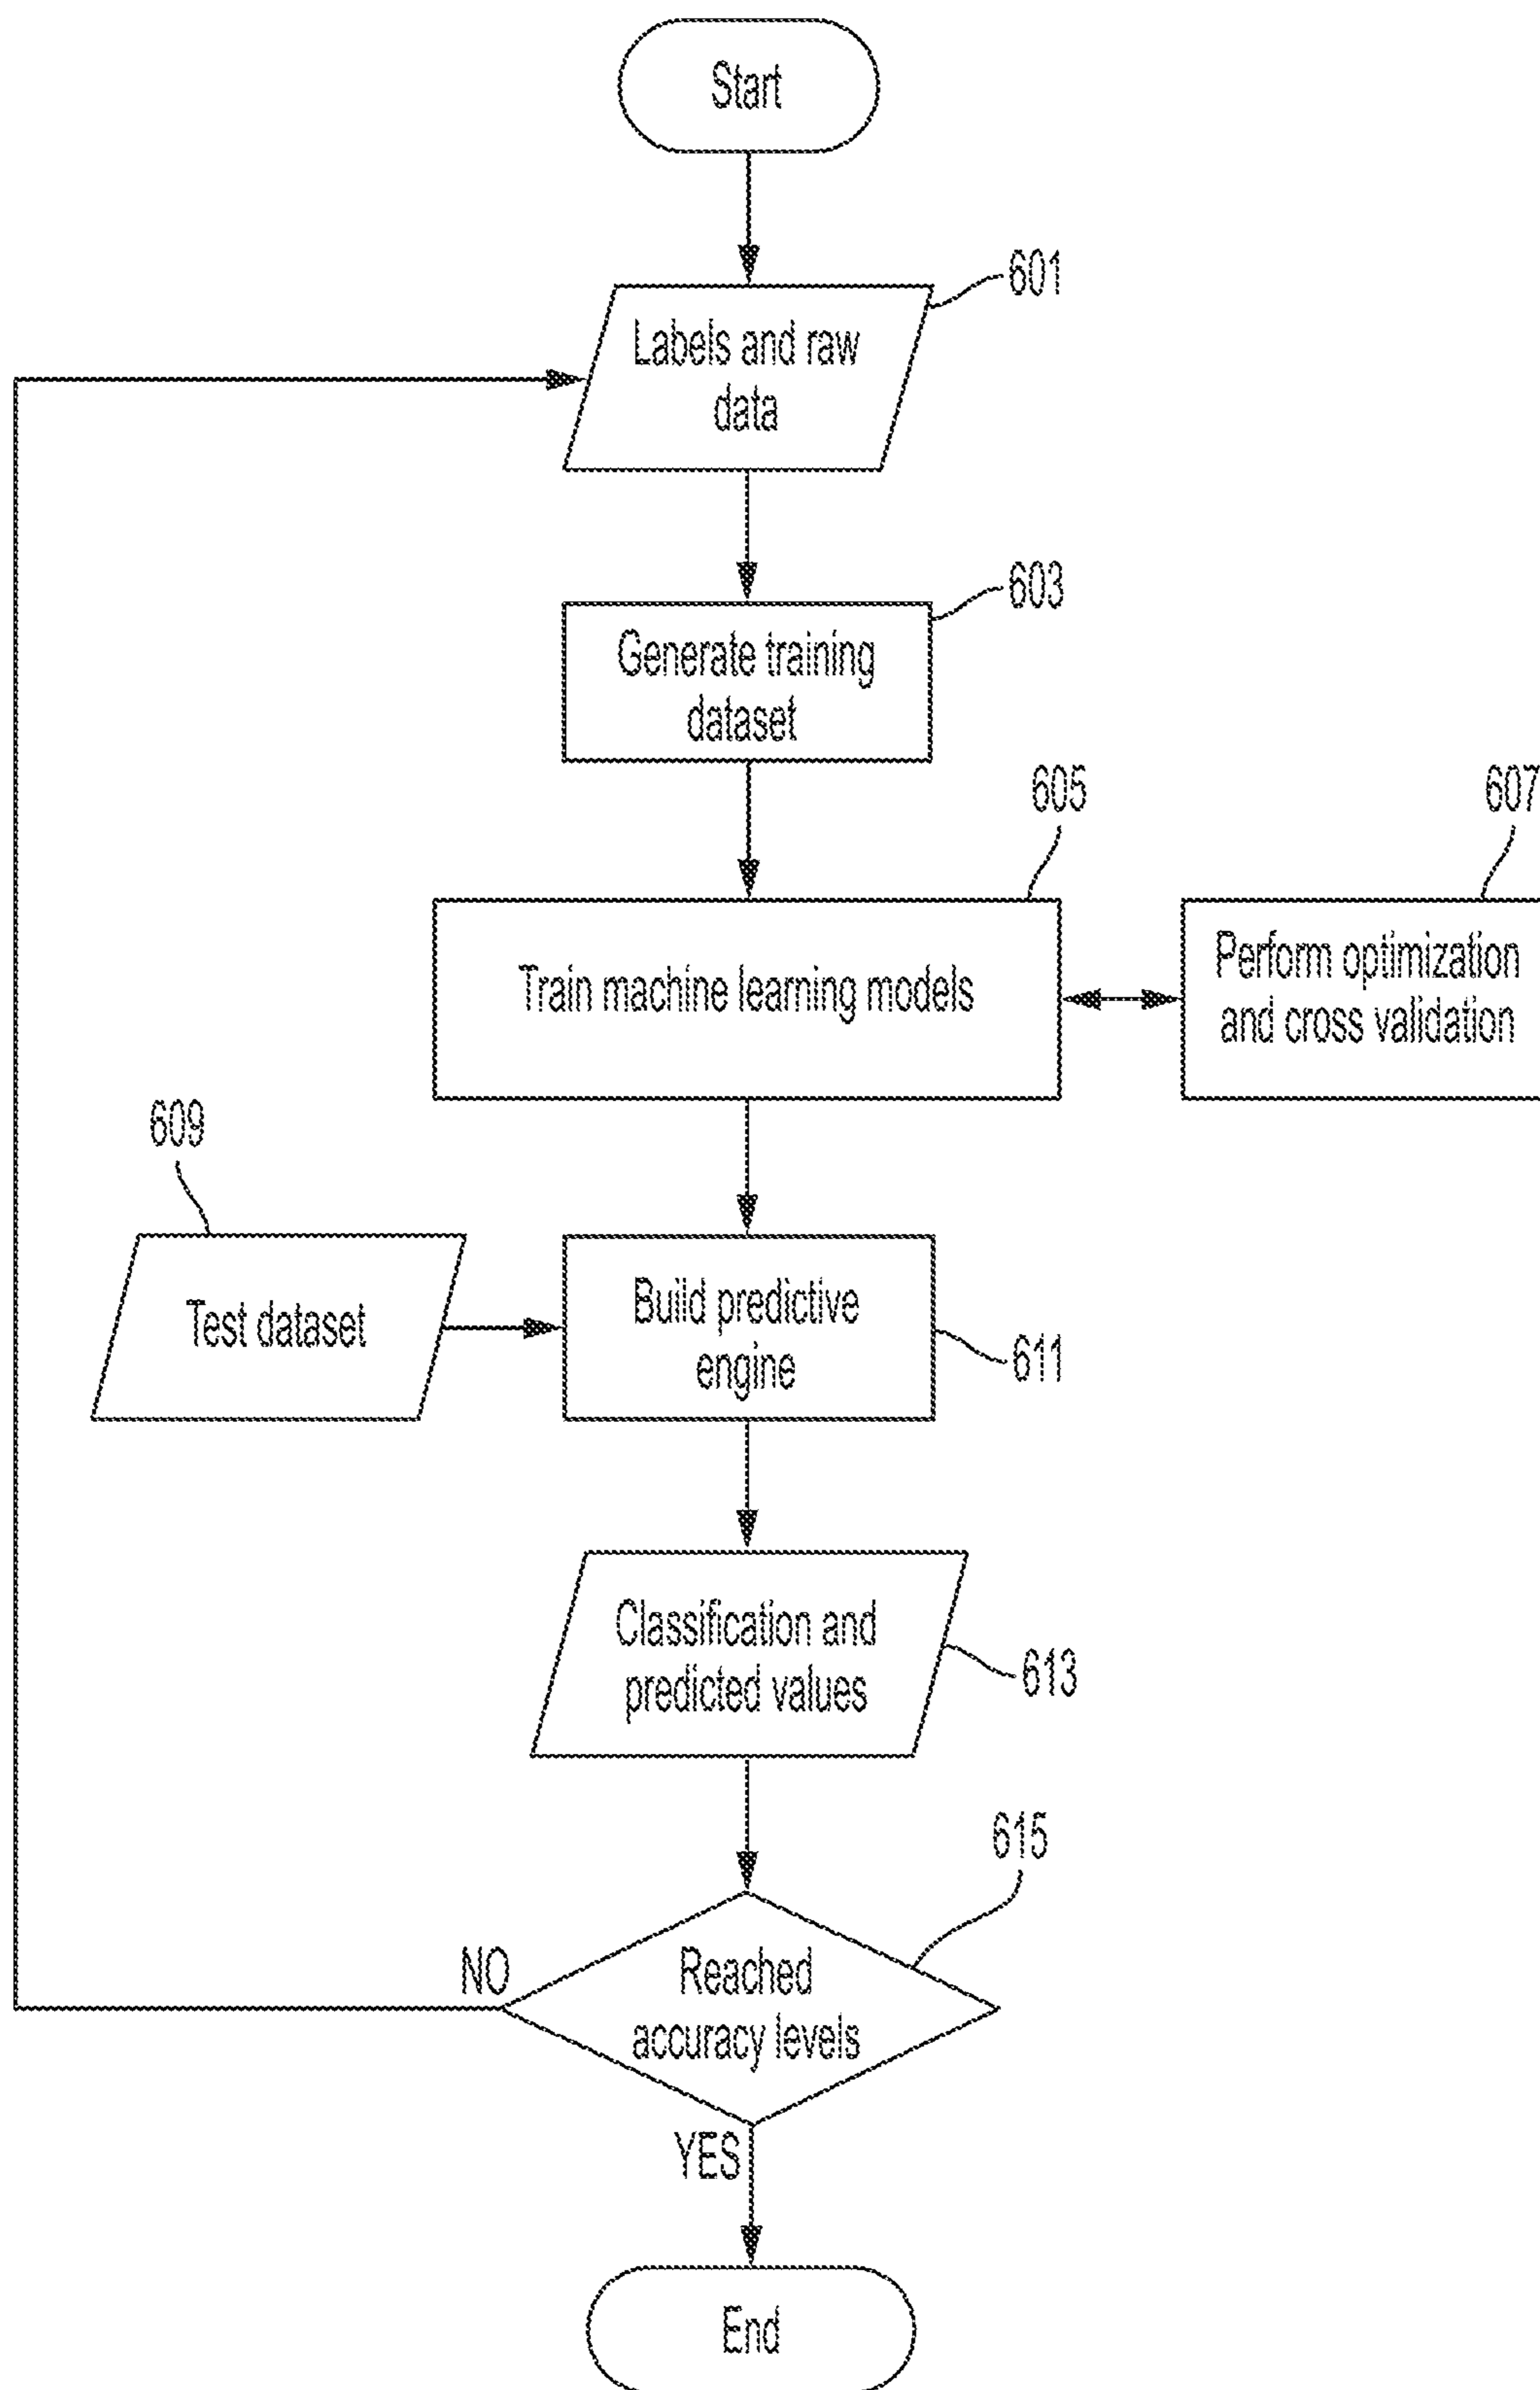 Start
601
Labels and raw
data
603
Generate training
dataset
605
607
Train machine learning models
Perform optimization
and cross validation
609
Test dataset
Build predictive
engine
611
Classification and
predicted values
613
615
NO
Reached
accuracy levels
YES
End